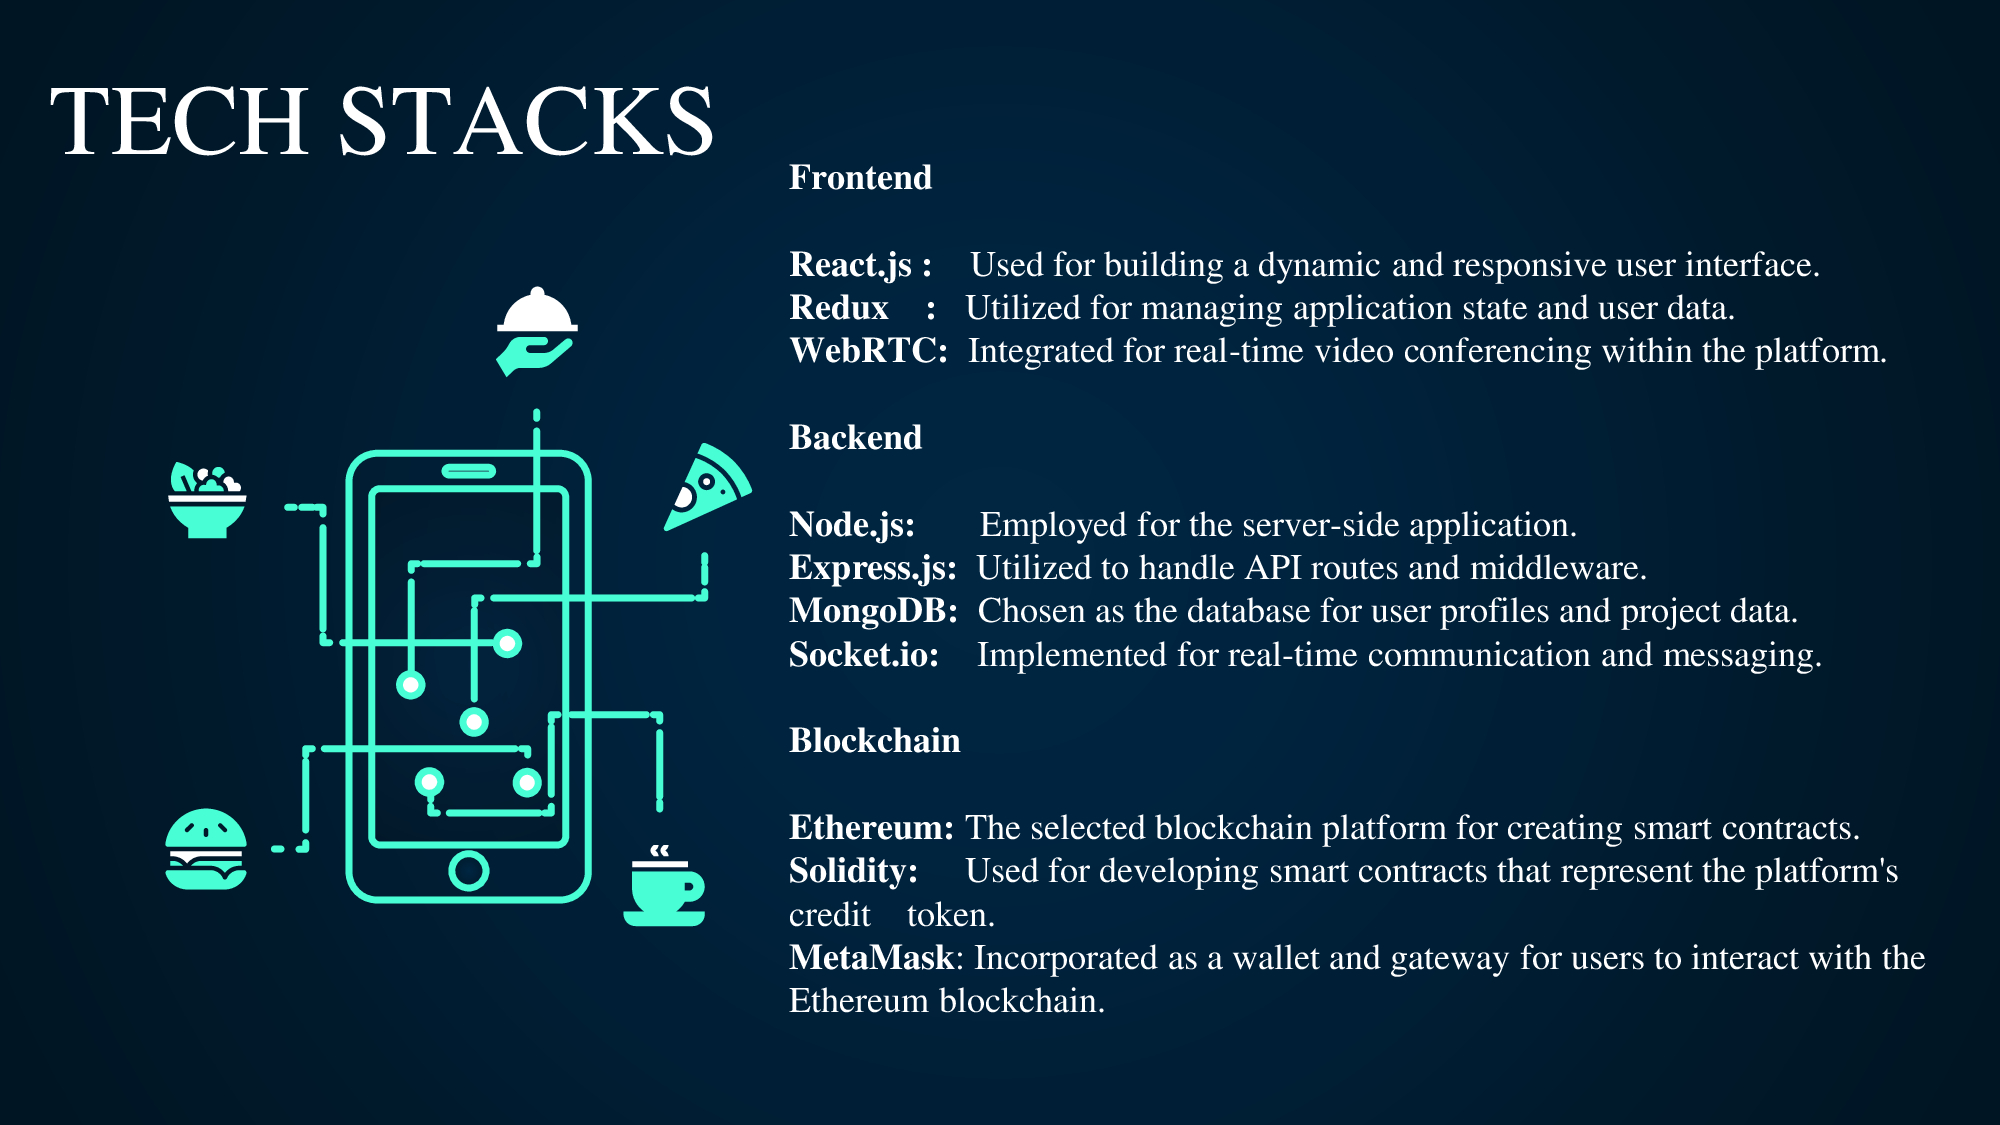 TECH STACKS
Frontend
React.js : Used for building a dynamic and responsive user interface.
Redux : Utilized for managing application state and user data.
WebRTC: Integrated for real-time video conferencing within the platform.
Backend
Node.js: Employed for the server-side application.
Express.js: Utilized to handle API routes and middleware.
MongoDB: Chosen as the database for user profiles and project data.
Socket.io: Implemented for real-time communication and messaging.
Blockchain
Ethereum: The selected blockchain platform for creating smart contracts.
Solidity: Used for developing smart contracts that represent the platform's
credit token.
MetaMask: Incorporated as a wallet and gateway for users to interact with the
Ethereum blockchain.